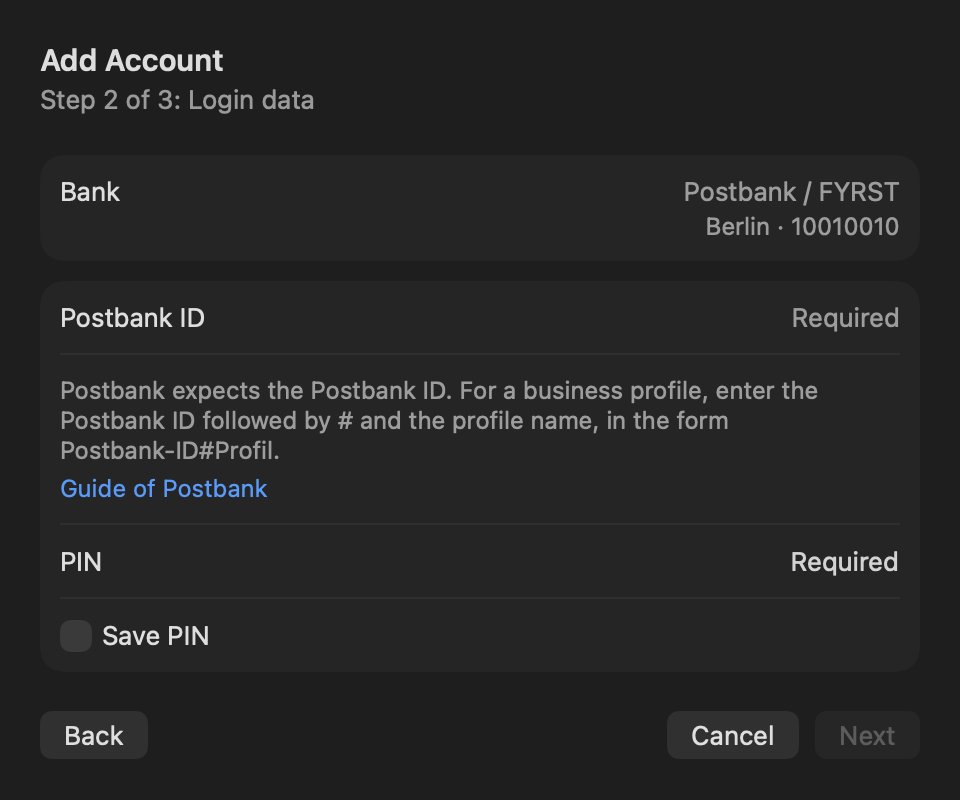 Add Account
Step 2 of 3: Login data
Bank
Postbank / FYRST
Berlin · 10010010
Postbank ID
Required
Postbank expects the Postbank ID. For a business profile, enter the
Postbank ID followed by # and the profile name, in the form
Postbank-ID#Profil.
Guide of Postbank
PIN
Required
Save PIN
Back
Cancel
Next